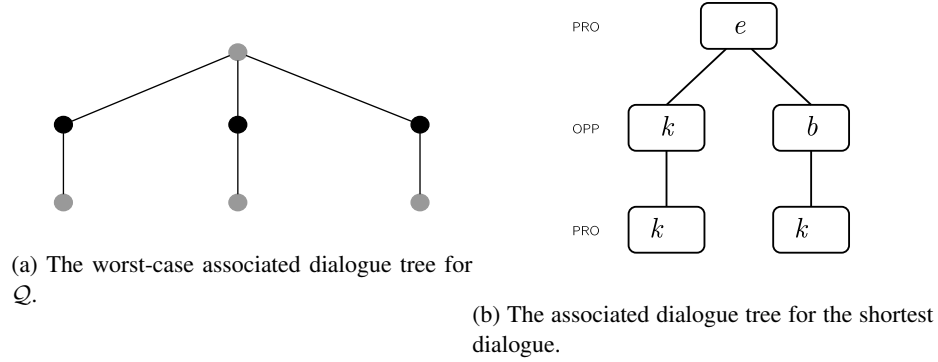 PRO
e
OPP
k
b
PRO
k
k
(a) The worst-case associated dialogue tree for
𝒬.
(b) The associated dialogue tree for the shortest
dialogue.